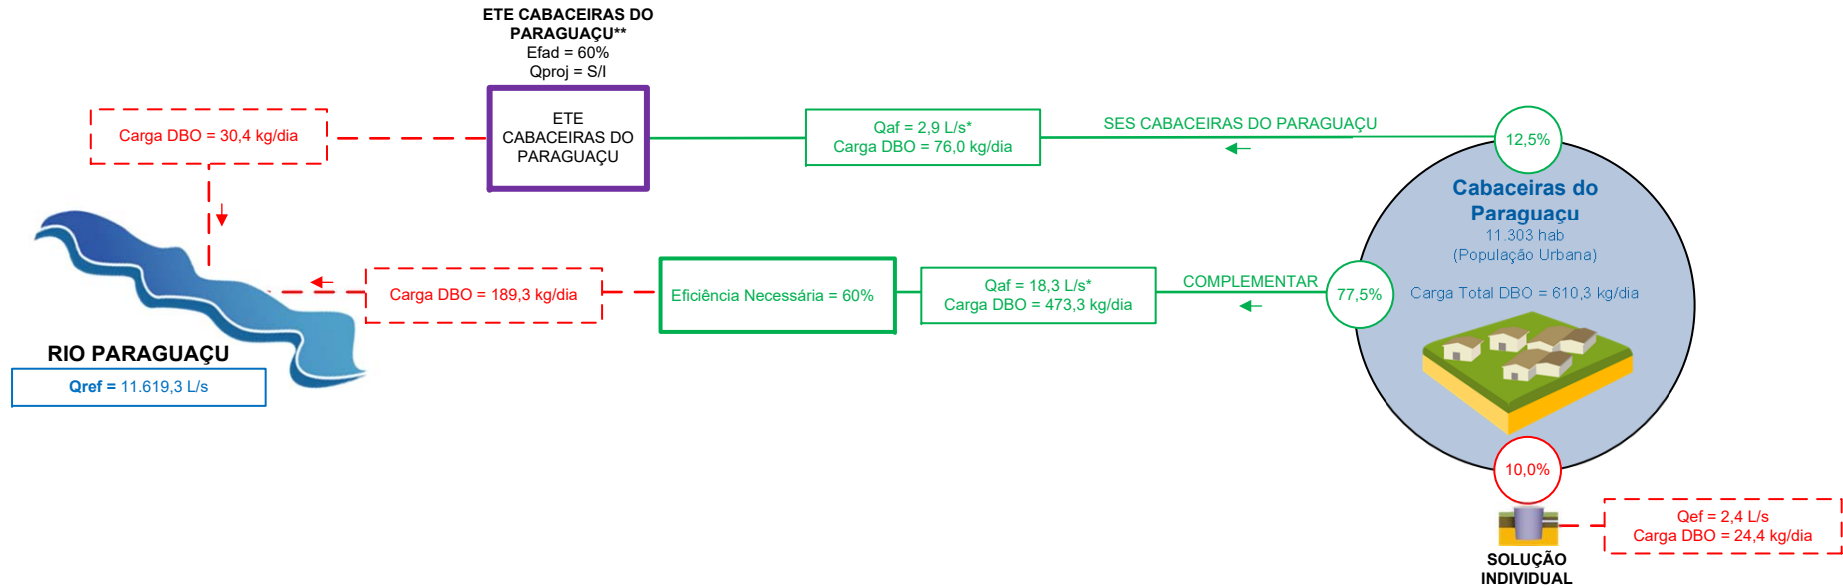 ETE CABACEIRAS DO
PARAGUAÇU**
Efad = 60%
Qproj = S/I
Carga DBO = 30,4 kg/dia
ETE
CABACEIRAS DO
PARAGUAÇU
Qaf = 2,9 L/s*
Carga DBO = 76,0 kg/dia
SES CABACEIRAS DO PARAGUAÇU
12,5%
Cabaceiras do
Paraguaçu
11.303 hab
(População Urbana)
Carga Total DBO = 610,3 kg/dia
Carga DBO = 189,3 kg/dia
Eficiência Necessária = 60%
Qaf = 18,3 L/s*
Carga DBO = 473,3 kg/dia
COMPLEMENTAR
77,5%
RIO PARAGUAÇU
Qref = 11.619,3 L/s
10,0%
Qef = 2,4 L/s
Carga DBO = 24,4 kg/dia
SOLUÇÃO
INDIVIDUAL